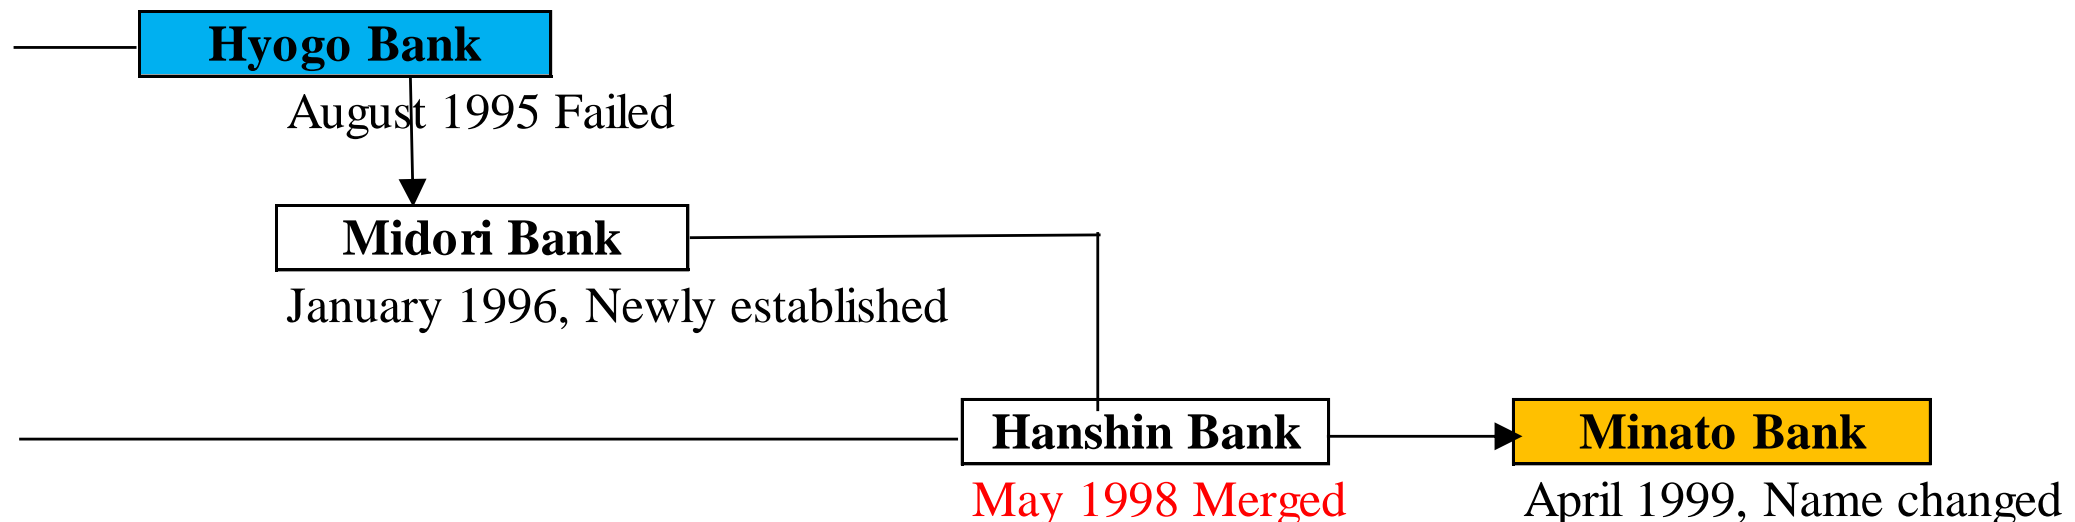 Hyogo Bank
August 1995 Failed
Midori Bank
January 1996, Newly established
Hanshin Bank
Minato Bank
May 1998 Merged
April 1999, Name changed